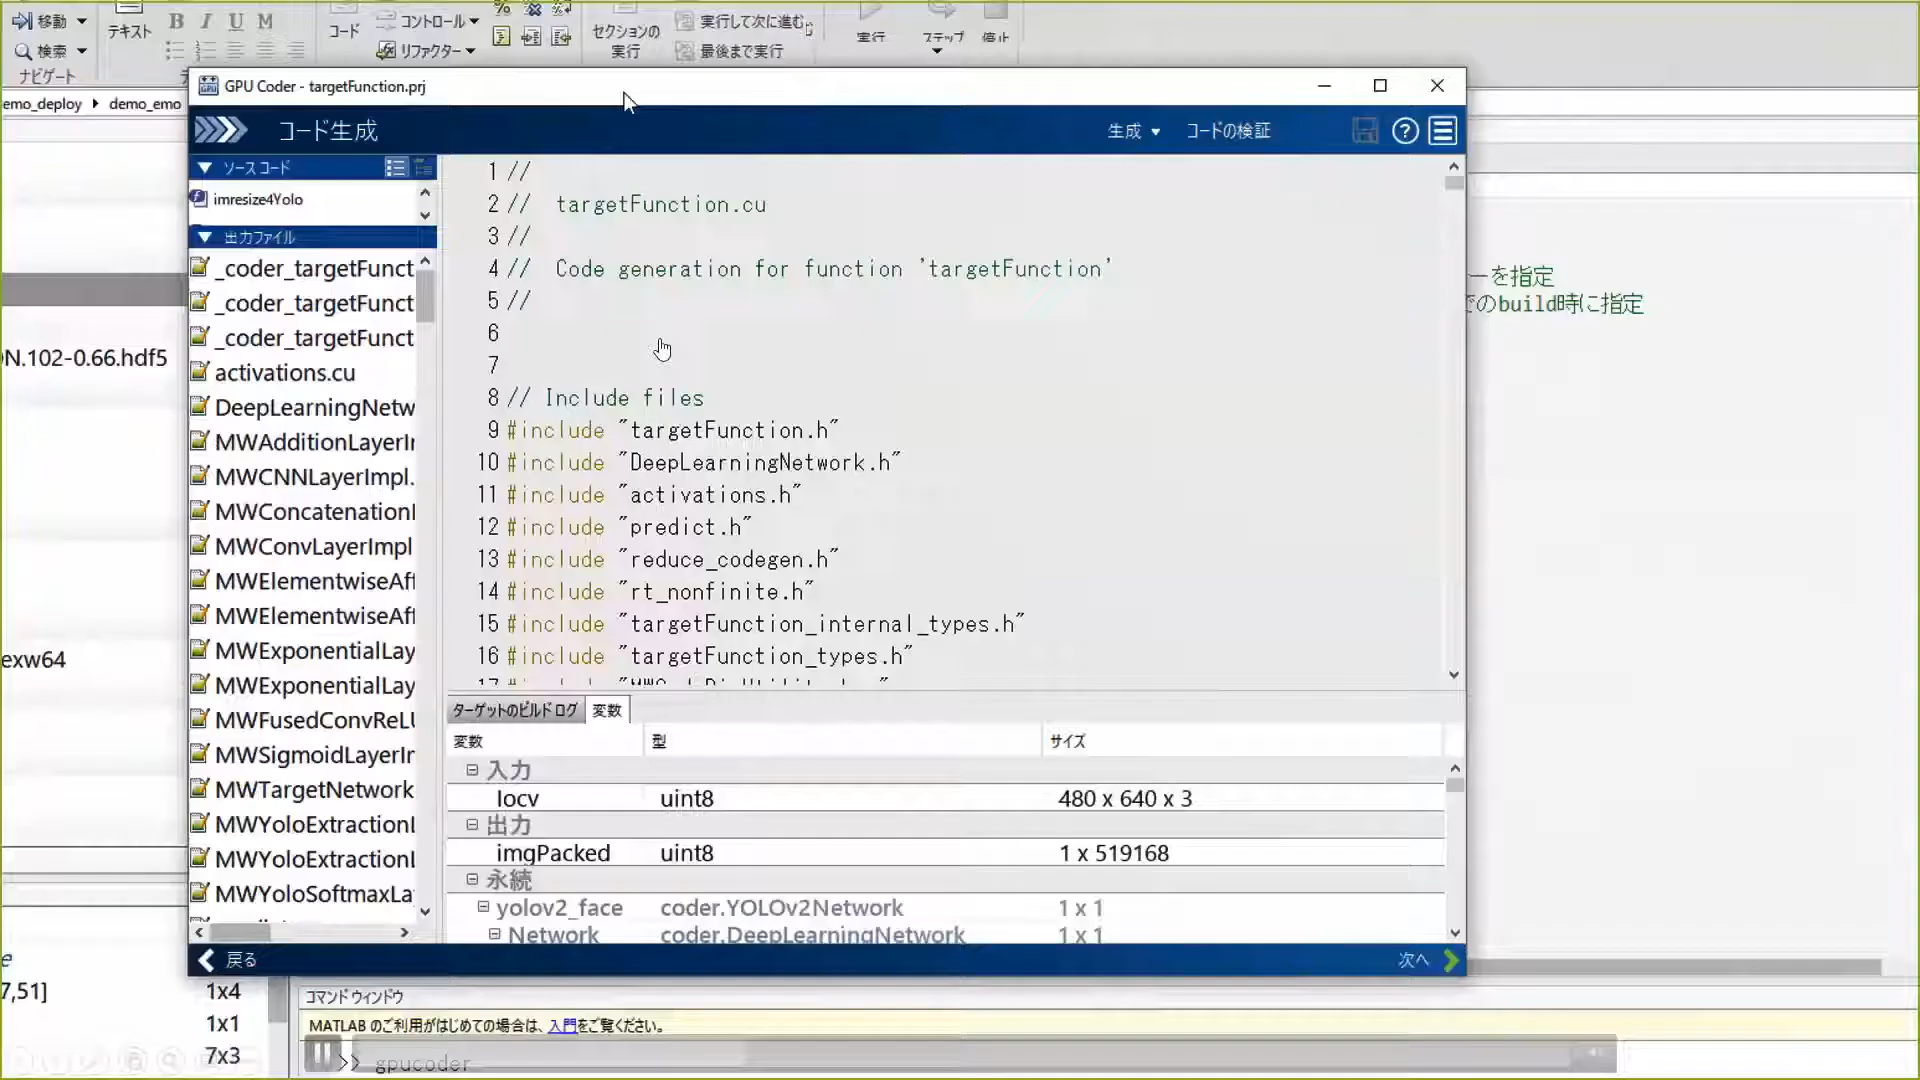 移動
テキスト
B I U M
コード
コントロール
セクションの
実行
実行して次に進む
実行
ステップ
停止
検索
リファクター
最後まで実行
ナビゲート
emo_deploy
demo_emo
GPU Coder - targetFunction.prj
コード生成
生成
コードの検証
ソース コード
imresize4Yolo
出力ファイル
_coder_targetFunct
_coder_targetFunct
_coder_targetFunct
activations.cu
DeepLearningNetw
MWAdditionLayerI
MWCNNLayerImpl.
MWConcatenationl
MWConvLayerImpl
MWElementwiseAff
MWElementwiseAff
MWExponentialLay
MWExponentialLay
MWFusedConvReLU
MWSigmoidLayerIn
MWTargetNetwork
MWYoloExtractionL
MWYoloExtractionL
MWYoloSoftmaxLa
1 //
2 // targetFunction.cu
3 //
4 // Code generation for function 'targetFunction'
5 //
6
7
8 // Include files
9 #include "targetFunction.h"
10 #include "DeepLearningNetwork.h"
11 #include "activations.h"
12 #include "predict.h"
13 #include "reduce_codegen.h"
14 #include "rt_nonfinite.h"
15 #include "targetFunction_internal_types.h"
16 #include "targetFunction_types.h"
ターゲットのビルド ログ 変数
変数 型 サイズ
入力
Iocv uint8 480 x 640 x 3
出力
imgPacked uint8 1 x 519168
永続
yolov2_face coder.YOLOv2Network 1 x 1
Network coder.DeepLearningNetwork 1 x 1
戻る
次へ
ーを指定
でのbuild時に指定
N.102-0.66.hdf5
exw64
e
7,51] 1x4
1x1
7x3
コマンド ウィンドウ
MATLAB のご利用がはじめての場合は、入門をご覧ください。
>> gpucoder